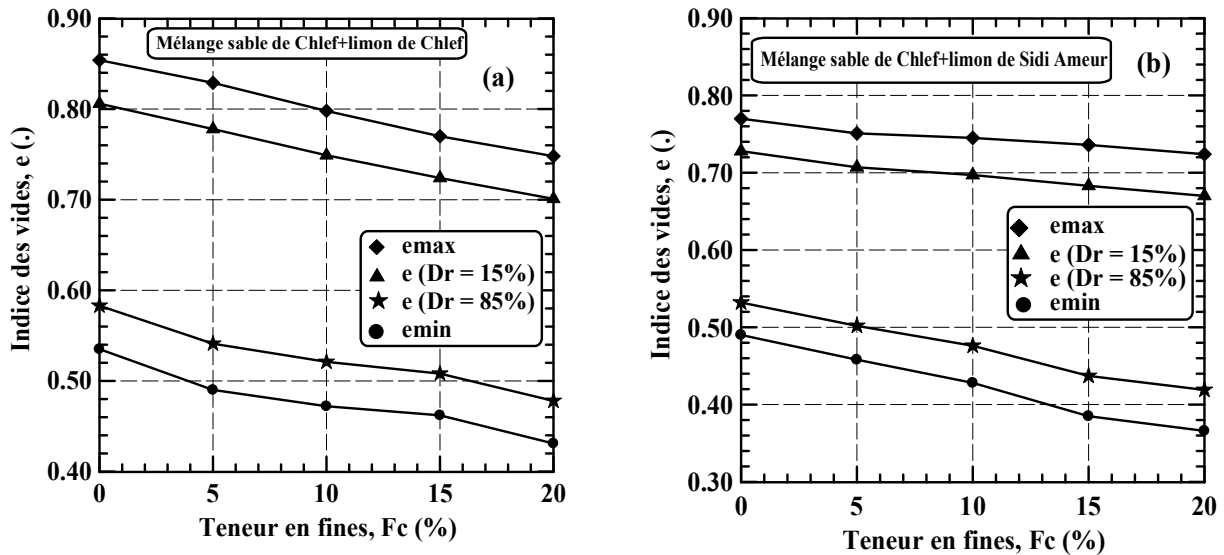 Mélange sable de Chlef+limon de Chlef
(a)
Indice des vides, e (.)
0.90
0.80
0.70
0.60
0.50
0.40
emax
e (Dr = 15%)
e (Dr = 85%)
emin
0 5 10 15 20
Teneur en fines, Fc (%)
Mélange sable de Chlef+limon de Sidi Ameur
(b)
Indice des vides, e (.)
0.90
0.80
0.70
0.60
0.50
0.40
0.30
emax
e (Dr = 15%)
e (Dr = 85%)
emin
0 5 10 15 20
Teneur en fines, Fc (%)